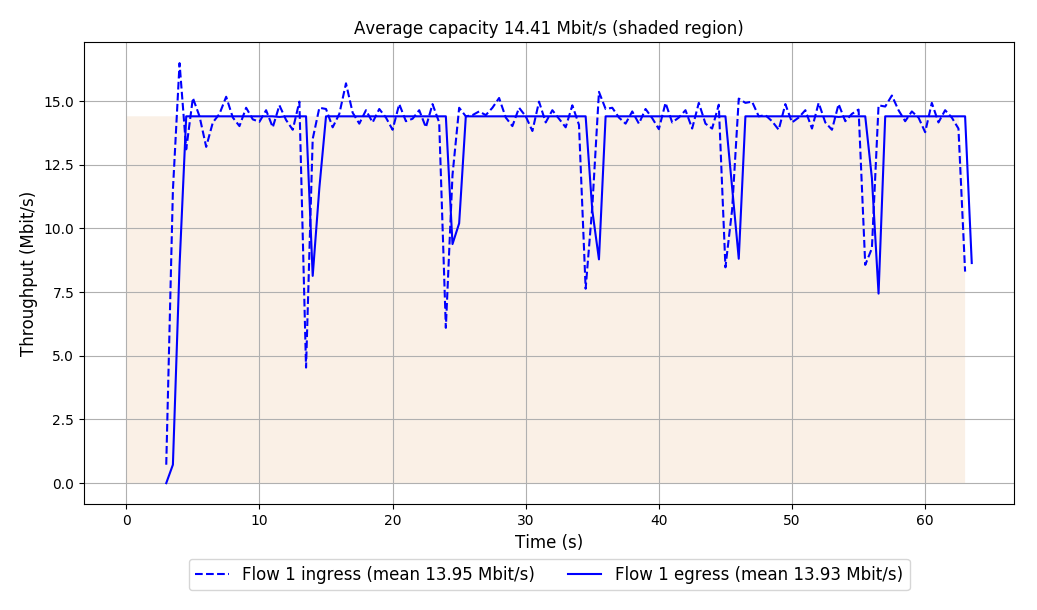 Average capacity 14.41 Mbit/s (shaded region)
Throughput (Mbit/s)
15.0
12.5
10.0
7.5
5.0
2.5
0.0
0 10 20 30 40 50 60
Time (s)
Flow 1 ingress (mean 13.95 Mbit/s) Flow 1 egress (mean 13.93 Mbit/s)